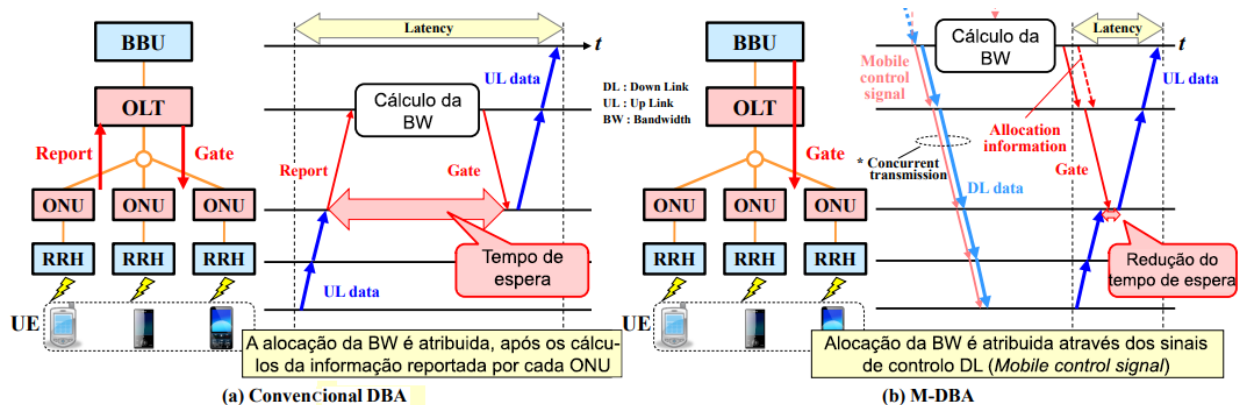 BBU
OLT
Report
Gate
ONU
ONU
ONU
RRH
RRH
RRH
UE
Latency
t
UL data
Cálculo da
BW
Report
Gate
Tempo de
espera
UL data
A alocação da BW é atribuida, após os cálcu-
los da informação reportada por cada ONU
(a) Convencional DBA
DL : Down Link
UL : Up Link
BW : Bandwidth
BBU
OLT
Gate
ONU
ONU
ONU
RRH
RRH
RRH
UE
Latency
t
Cálculo da
BW
Mobile
control
signal
UL data
Allocation
information
* Concurrent
transmission
Gate
DL data
Redução do
tempo de espera
UL data
Alocação da BW é atribuida através dos sinais
de controlo DL (Mobile control signal)
(b) M-DBA